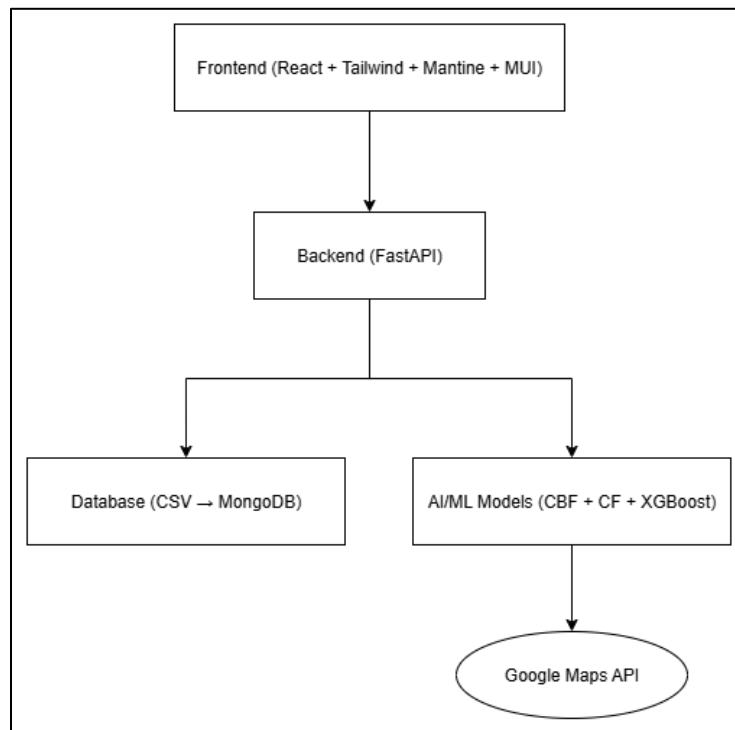 Frontend (React + Tailwind + Mantine + MUI)
Backend (FastAPI)
Database (CSV → MongoDB)
AI/ML Models (CBF + CF + XGBoost)
Google Maps API